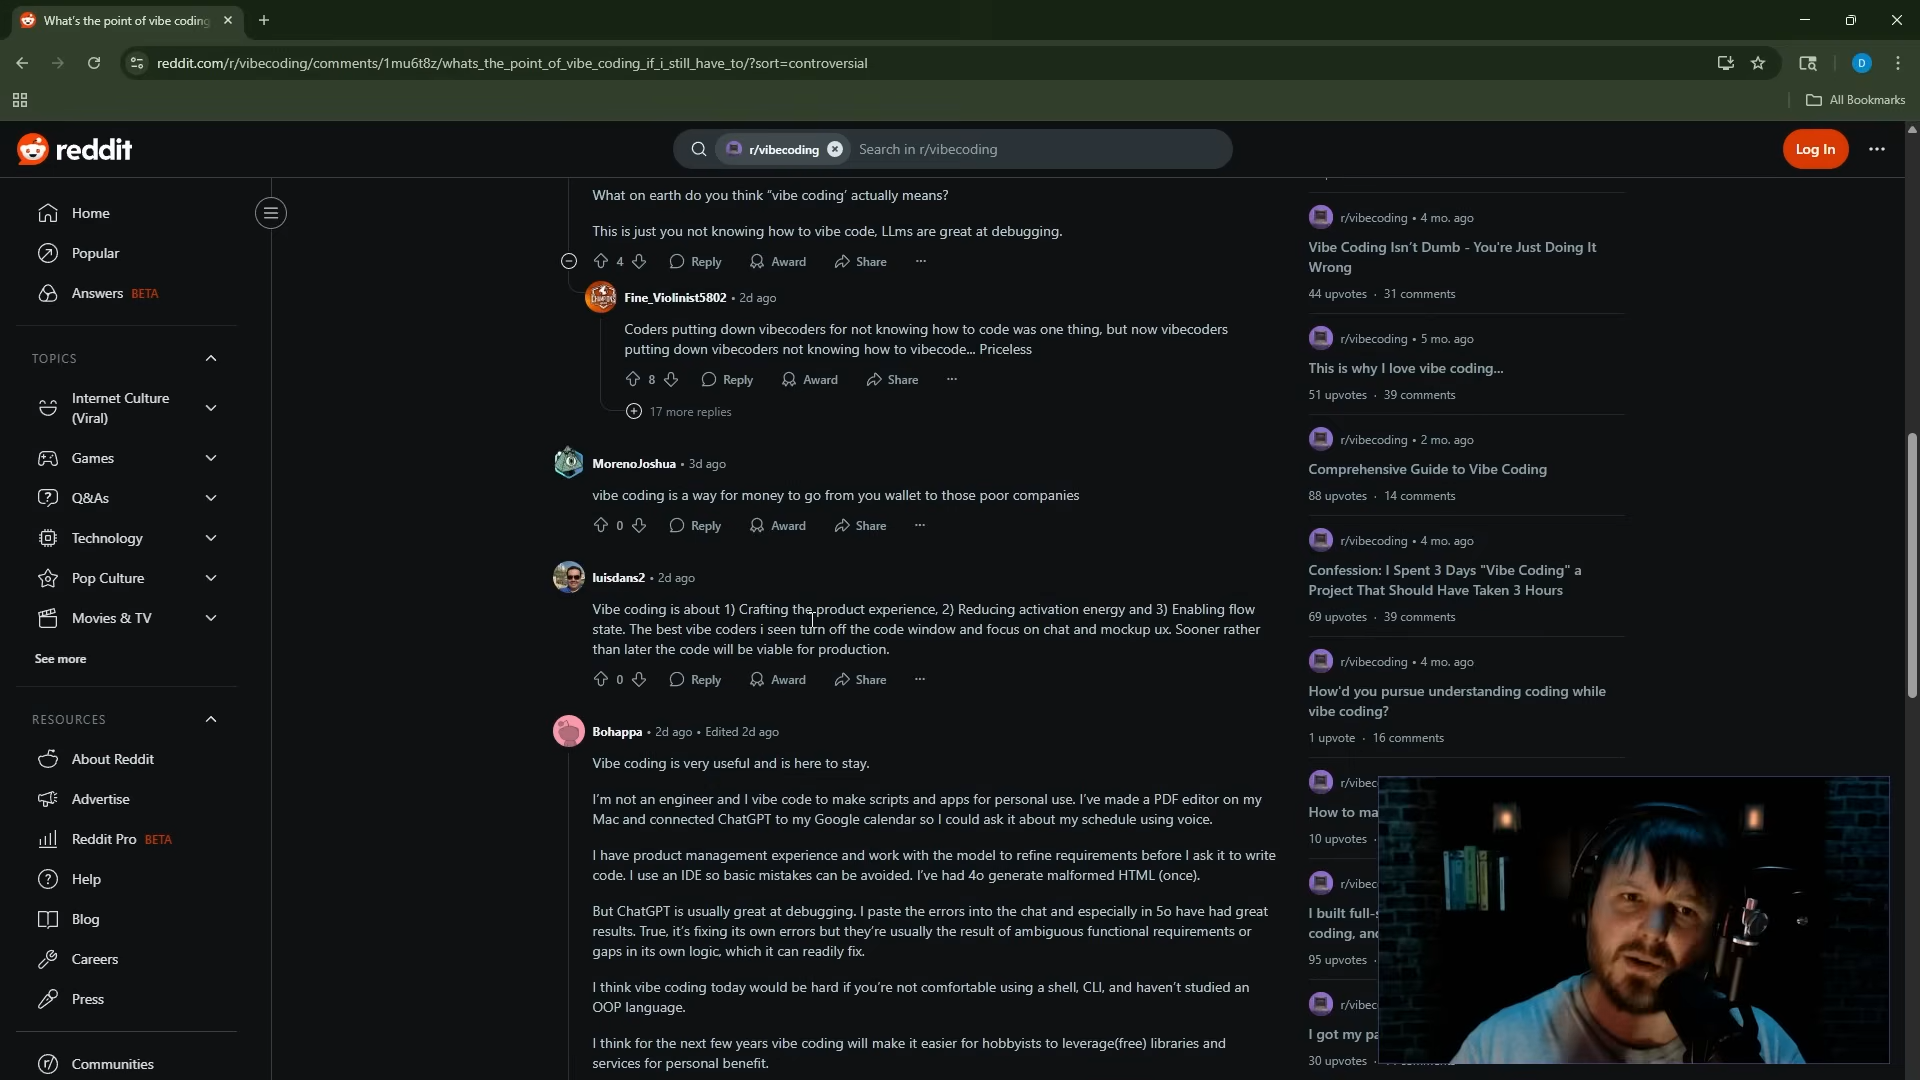 What's the point of vibe coding
reddit.com/r/vibecoding/comments/1mu6t8z/whats_the_point_of_vibe_coding_if_i_still_have_to/?sort=controversial
D
All Bookmarks
reddit
r/vibecoding
Search in r/vibecoding
Log In
Home
Popular
Answers BETA
TOPICS
Internet Culture
(Viral)
Games
Q&As
Technology
Pop Culture
Movies & TV
See more
RESOURCES
About Reddit
Advertise
Reddit Pro BETA
Help
Blog
Careers
Press
Communities
What on earth do you think "vibe coding' actually means?
This is just you not knowing how to vibe code, LLms are great at debugging.
4 Reply Award Share
Fine_Violinist5802 • 2d ago
Coders putting down vibecoders for not knowing how to code was one thing, but now vibecoders
putting down vibecoders not knowing how to vibecode... Priceless
8 Reply Award Share
17 more replies
MorenoJoshua • 3d ago
vibe coding is a way for money to go from you wallet to those poor companies
0 Reply Award Share
luisdans2 • 2d ago
Vibe coding is about 1) Crafting the product experience, 2) Reducing activation energy and 3) Enabling flow
state. The best vibe coders i seen turn off the code window and focus on chat and mockup ux. Sooner rather
than later the code will be viable for production.
0 Reply Award Share
Bohappa • 2d ago • Edited 2d ago
Vibe coding is very useful and is here to stay.
I'm not an engineer and I vibe code to make scripts and apps for personal use. I've made a PDF editor on my
Mac and connected ChatGPT to my Google calendar so I could ask it about my schedule using voice.
I have product management experience and work with the model to refine requirements before I ask it to write
code. I use an IDE so basic mistakes can be avoided. I've had 4o generate malformed HTML (once).
But ChatGPT is usually great at debugging. I paste the errors into the chat and especially in 5o have had great
results. True, it's fixing its own errors but they're usually the result of ambiguous functional requirements or
gaps in its own logic, which it can readily fix.
I think vibe coding today would be hard if you're not comfortable using a shell, CLI, and haven't studied an
OOP language.
I think for the next few years vibe coding will make it easier for hobbyists to leverage(free) libraries and
services for personal benefit.
r/vibecoding • 4 mo. ago
Vibe Coding Isn't Dumb - You're Just Doing It
Wrong
44 upvotes · 31 comments
r/vibecoding • 5 mo. ago
This is why I love vibe coding...
51 upvotes · 39 comments
r/vibecoding • 2 mo. ago
Comprehensive Guide to Vibe Coding
88 upvotes · 14 comments
r/vibecoding • 4 mo. ago
Confession: I Spent 3 Days "Vibe Coding" a
Project That Should Have Taken 3 Hours
69 upvotes · 39 comments
r/vibecoding • 4 mo. ago
How'd you pursue understanding coding while
vibe coding?
1 upvote · 16 comments
r/vibec
How to ma
10 upvotes ·
r/vibec
I built full-s
coding, an
95 upvotes ·
r/vibec
I got my pa
30 upvotes ·